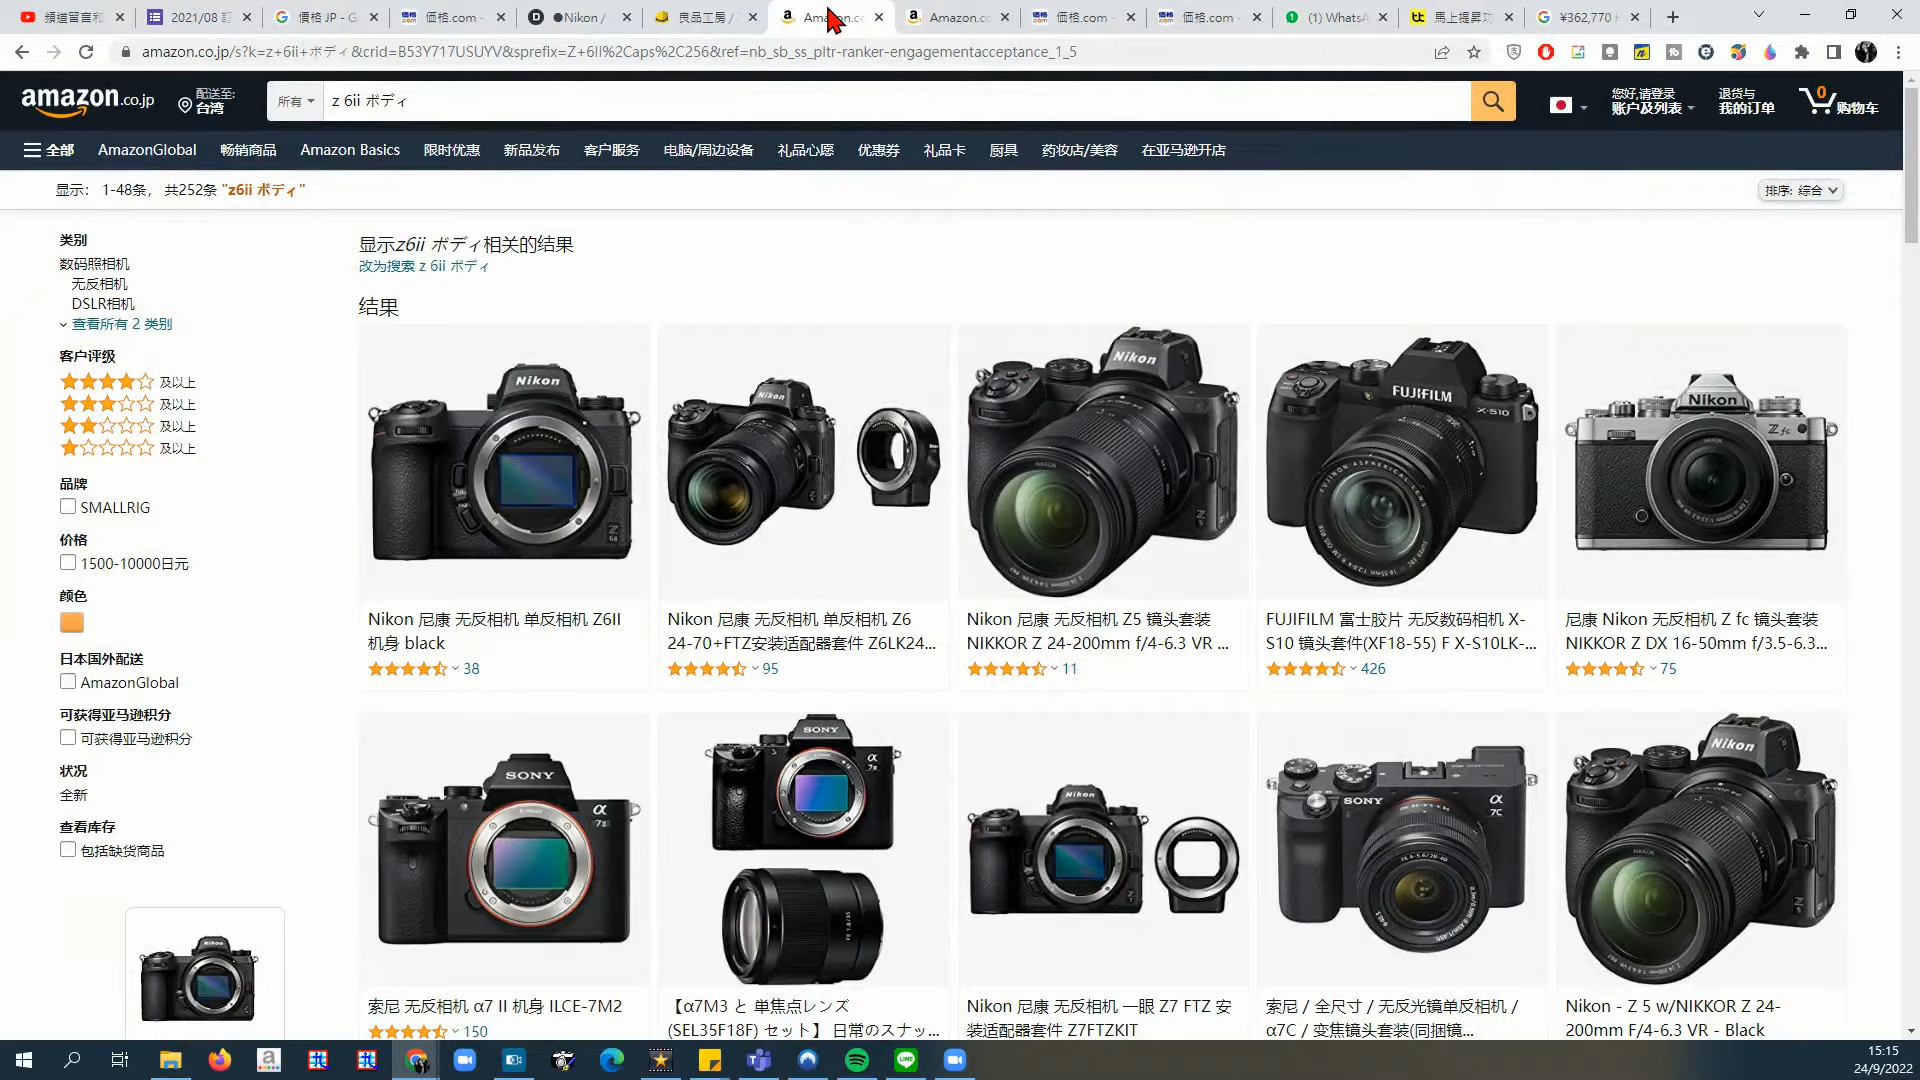 頻道留言和
2021/08 訂
價格 JP - G
価格.com -
●Nikon /
良品工房 /
Amazon.co
Amazon.co
価格.com -
価格.com -
(1) WhatsA
馬上提昇功
¥362,770
amazon.co.jp/s?k=z+6ii+ボディ&crid=B53Y717USUYV&sprefix=Z+6II%2Caps%2C256&ref=nb_sb_ss_pltr-ranker-engagementacceptance_1_5
amazon.co.jp
配送至:
台湾
所有
z 6ii ボディ
您好,请登录
账户及列表
退货与
我的订单
0
购物车
全部
AmazonGlobal
畅销商品
Amazon Basics
限时优惠
新品发布
客户服务
电脑/周边设备
礼品心愿
优惠券
礼品卡
厨具
药妆店/美容
在亚马逊开店
显示: 1-48条, 共252条 "z6ii ボディ"
排序: 综合
类别
数码照相机
无反相机
DSLR相机
查看所有 2 类别
客户评级
及以上
及以上
及以上
及以上
品牌
SMALLRIG
价格
1500-10000日元
颜色
日本国外配送
AmazonGlobal
可获得亚马逊积分
可获得亚马逊积分
状况
全新
查看库存
包括缺货商品
显示z6ii ボディ相关的结果
改为搜索 z 6ii ボディ
结果
Nikon 尼康 无反相机 单反相机 Z6II
机身 black
38
Nikon 尼康 无反相机 单反相机 Z6
24-70+FTZ安装适配器套件 Z6LK24...
95
Nikon 尼康 无反相机 Z5 镜头套装
NIKKOR Z 24-200mm f/4-6.3 VR ...
11
FUJIFILM 富士胶片 无反数码相机 X-
S10 镜头套件(XF18-55) F X-S10LK-...
426
尼康 Nikon 无反相机 Z fc 镜头套装
NIKKOR Z DX 16-50mm f/3.5-6.3...
75
索尼 无反相机 α7 II 机身 ILCE-7M2
150
【α7M3 と 単焦点レンズ
(SEL35F18F) セット】 日常のスナッ...
Nikon 尼康 无反相机 一眼 Z7 FTZ 安
装适配器套件 Z7FTZKIT
索尼 / 全尺寸 / 无反光镜单反相机 /
α7C / 变焦镜头套装(同捆镜...
Nikon - Z 5 w/NIKKOR Z 24-
200mm F/4-6.3 VR - Black
15:15
24/9/2022